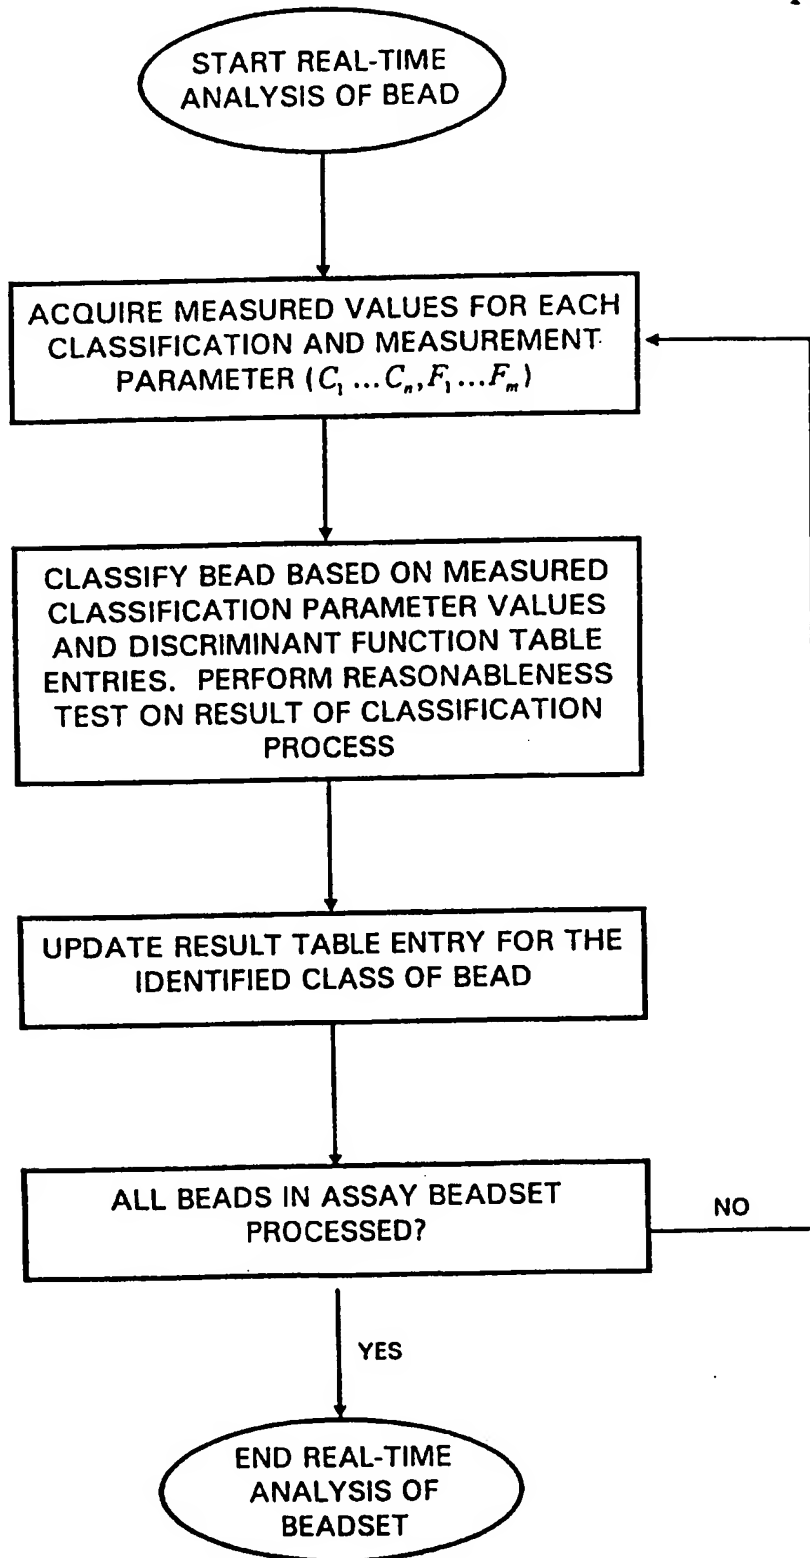 START REAL-TIME
ANALYSIS OF BEAD
ACQUIRE MEASURED VALUES FOR EACH
CLASSIFICATION AND MEASUREMENT
PARAMETER (C₁ ...Cₙ,F₁...Fₘ)
CLASSIFY BEAD BASED ON MEASURED
CLASSIFICATION PARAMETER VALUES
AND DISCRIMINANT FUNCTION TABLE
ENTRIES. PERFORM REASONABLENESS
TEST ON RESULT OF CLASSIFICATION
PROCESS
UPDATE RESULT TABLE ENTRY FOR THE
IDENTIFIED CLASS OF BEAD
ALL BEADS IN ASSAY BEADSET
PROCESSED?
NO
YES
END REAL-TIME
ANALYSIS OF
BEADSET